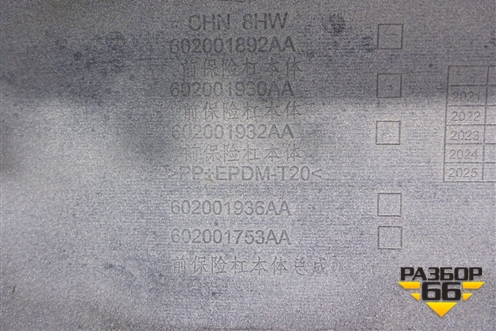 CHN 8HW
602001892AA
前保险杠本体
602001930AA
前保险杠本体
602001932AA
前保险杠本体
>PP+EPDM-T20<
602001936AA
602001753AA
前保险杠本体总成
2021
2022
2023
2024
2025
РАЗБОР
66